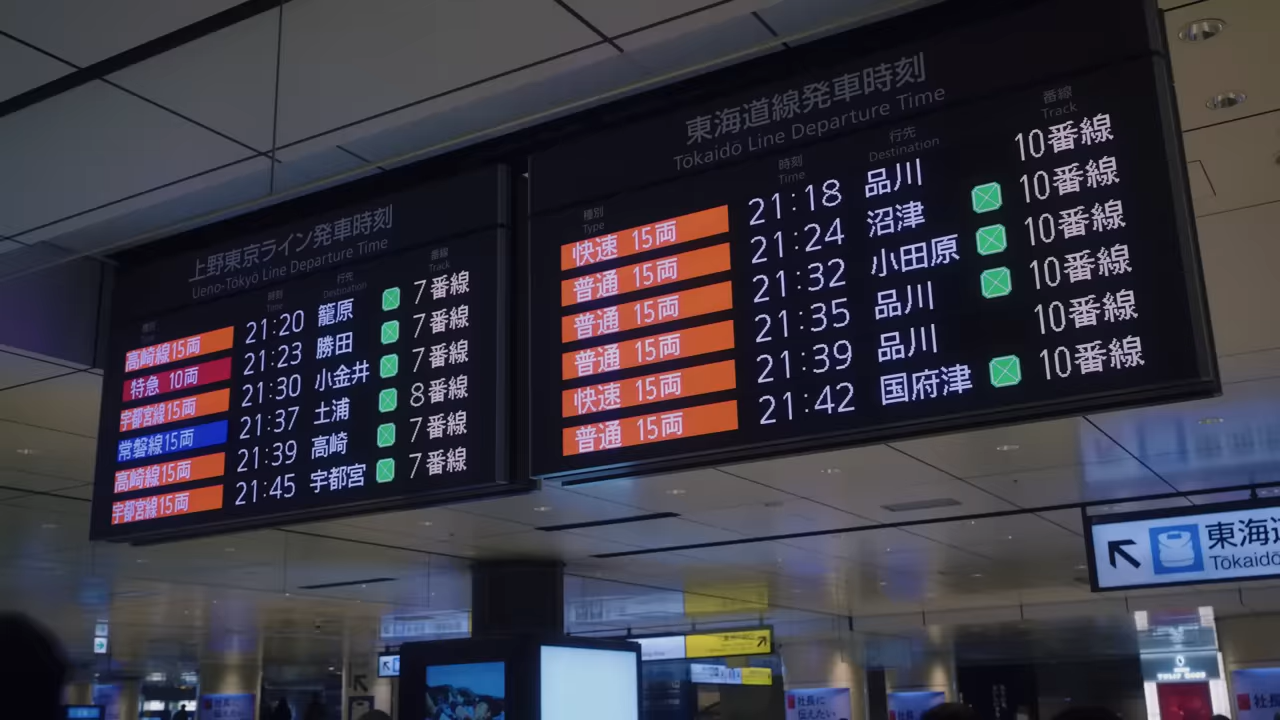 上野東京ライン発車時刻
Ueno-Tōkyō Line Departure Time
時刻 行先 番線
Time Destination Track
高崎線15両 21:20 籠原 7番線
特急 10両 21:23 勝田 7番線
宇都宮線15両 21:30 小金井 7番線
常磐線15両 21:37 土浦 8番線
高崎線15両 21:39 高崎 7番線
宇都宮線15両 21:45 宇都宮 7番線
東海道線発車時刻
Tōkaidō Line Departure Time
種別 時刻 行先 番線
Type Time Destination Track
快速 15両 21:18 品川 10番線
普通 15両 21:24 沼津 10番線
普通 15両 21:32 小田原 10番線
普通 15両 21:35 品川 10番線
快速 15両 21:39 品川 10番線
普通 15両 21:42 国府津 10番線
東海道
Tōkaidō
社長に
伝えたい